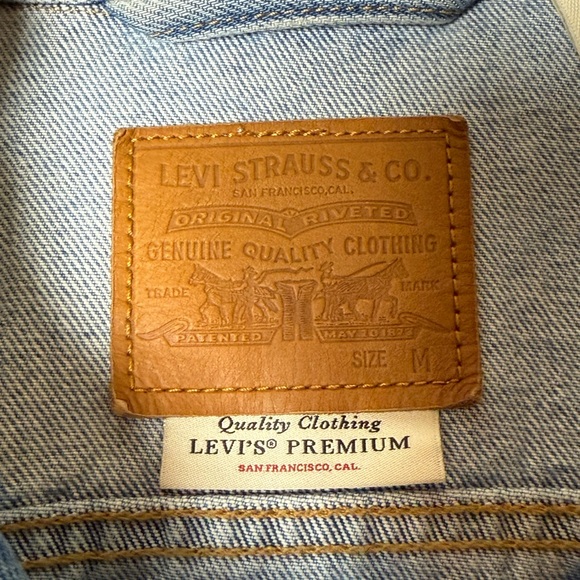 LEVI STRAUSS & CO.
SAN FRANCISCO, CAL.
ORIGINAL RIVETED
GENUINE QUALITY CLOTHING
TRADE MARK
PATENTED MAY 20 1873
SIZE M
Quality Clothing
LEVI'S® PREMIUM
SAN FRANCISCO, CAL.